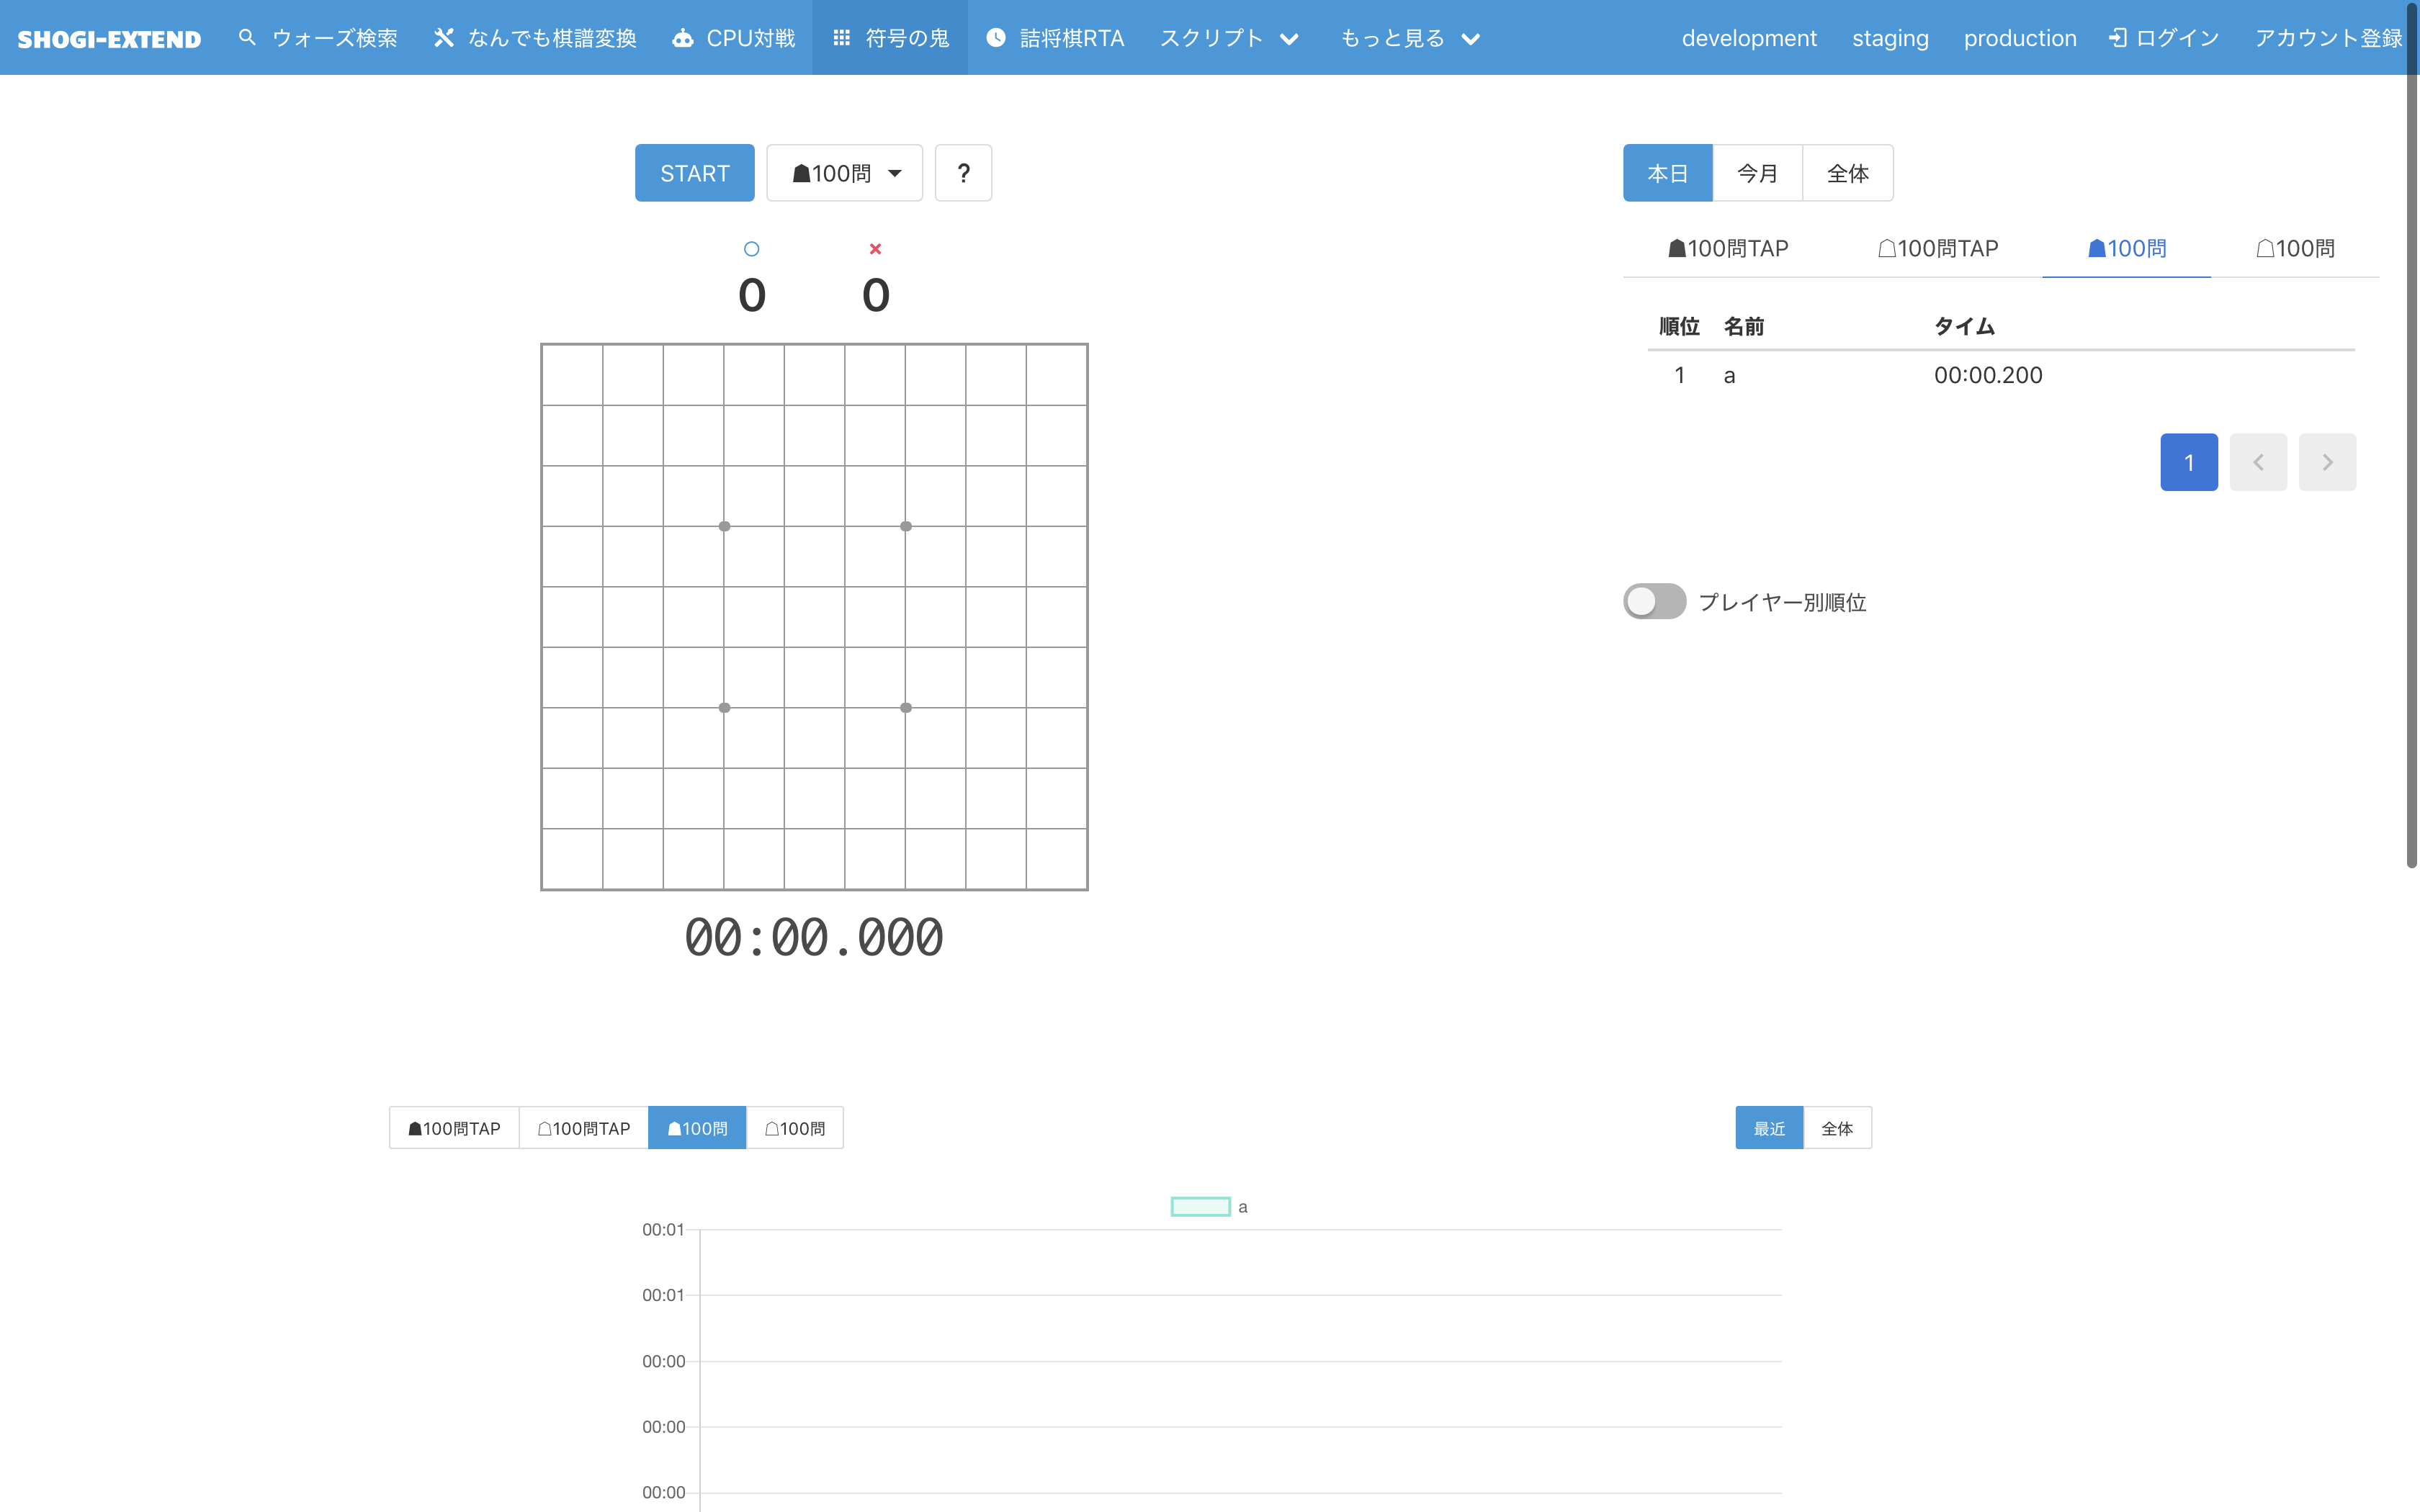 SHOGI-EXTEND ウォーズ検索 なんでも棋譜変換 CPU対戦 符号の鬼 詰将棋RTA スクリプト もっと見る development staging production ログイン アカウント登録
START ☗100問 ?
本日 今月 全体
○ ×
0 0
☗100問TAP ☖100問TAP ☗100問 ☖100問
順位 名前 タイム
1 a 00:00.200
1
プレイヤー別順位
00:00.000
☗100問TAP ☖100問TAP ☗100問 ☖100問
最近 全体
a
00:01
00:01
00:00
00:00
00:00